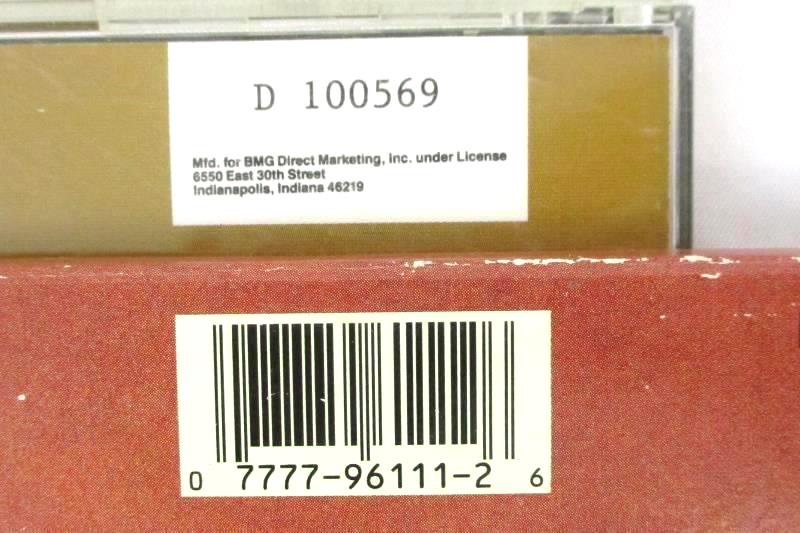 D 100569
Mfd. for BMG Direct Marketing, Inc. under License
6550 East 30th Street
Indianapolis, Indiana 46219
0 7777-96111-2 6